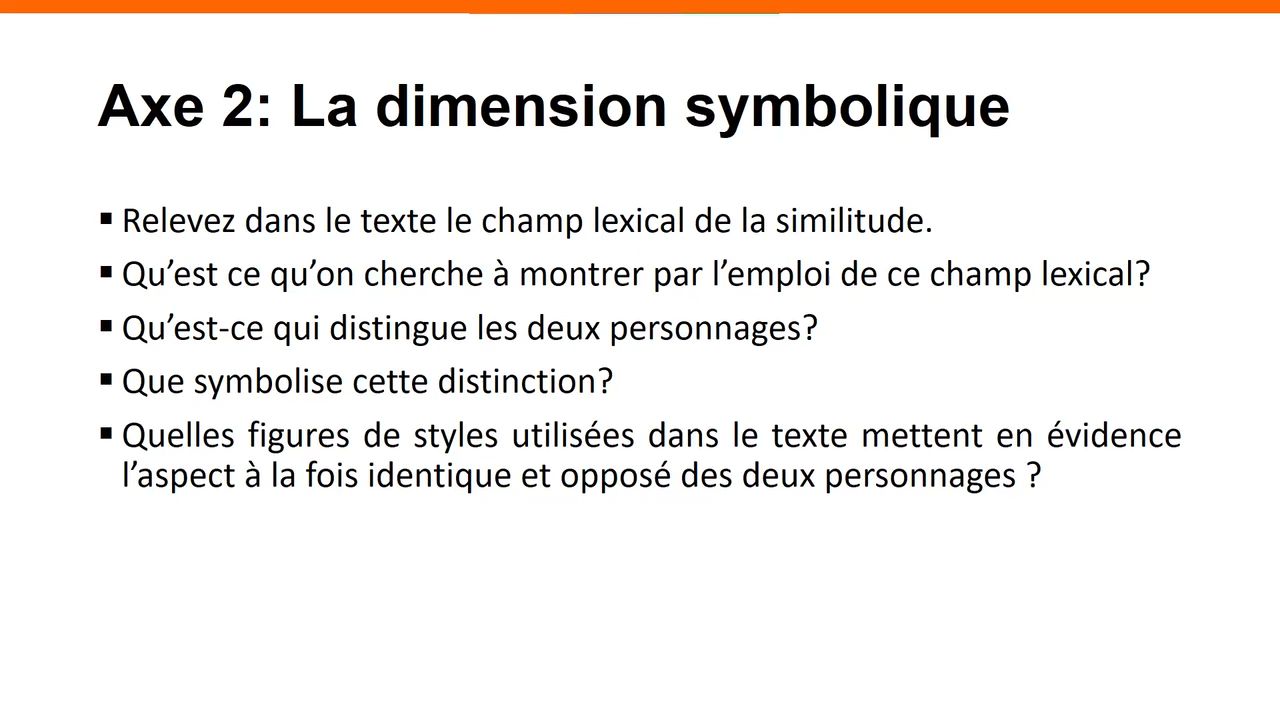 Axe 2: La dimension symbolique
▪ Relevez dans le texte le champ lexical de la similitude.
▪ Qu’est ce qu’on cherche à montrer par l’emploi de ce champ lexical?
▪ Qu’est-ce qui distingue les deux personnages?
▪ Que symbolise cette distinction?
▪ Quelles figures de styles utilisées dans le texte mettent en évidence
l’aspect à la fois identique et opposé des deux personnages ?